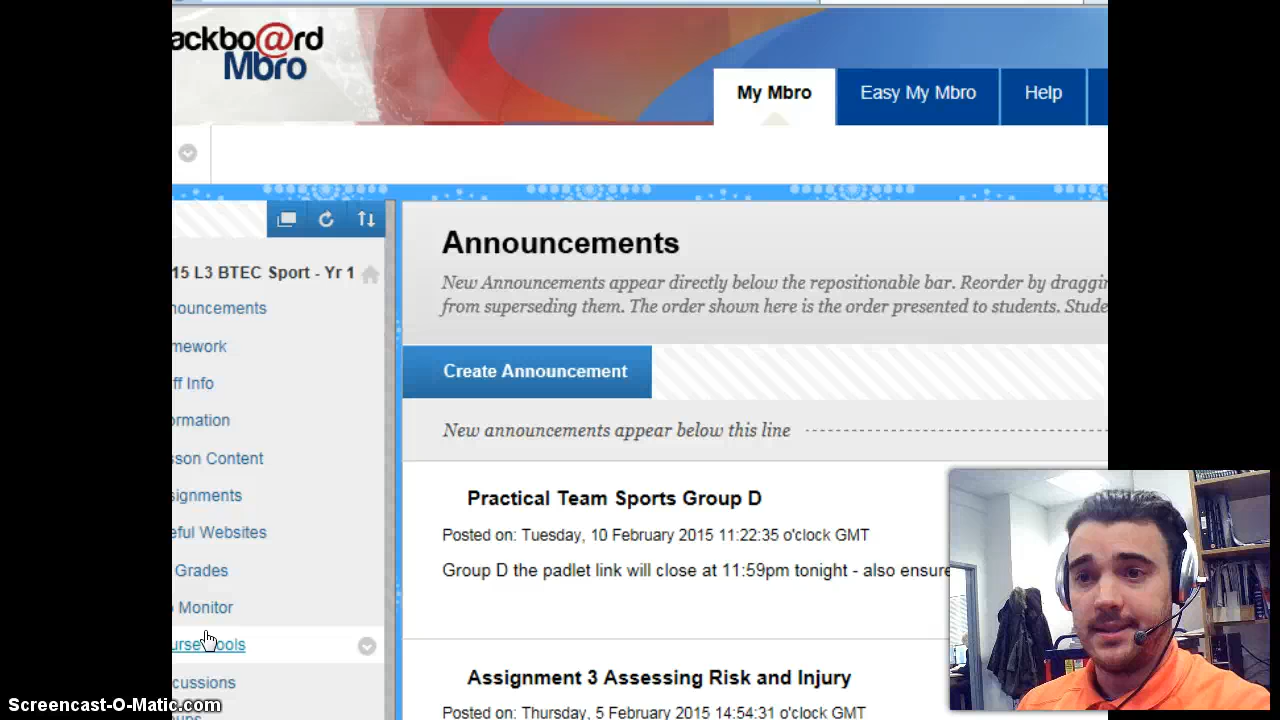 ackbo@rd
Mbro
My Mbro
Easy My Mbro
Help
15 L3 BTEC Sport - Yr 1
nouncements
mework
ff Info
ormation
sson Content
signments
eful Websites
Grades
Monitor
urse Tools
cussions
Announcements
New Announcements appear directly below the repositionable bar. Reorder by draggin
from superseding them. The order shown here is the order presented to students. Stude
Create Announcement
New announcements appear below this line
Practical Team Sports Group D
Posted on: Tuesday, 10 February 2015 11:22:35 o'clock GMT
Group D the padlet link will close at 11:59pm tonight - also ensure
Assignment 3 Assessing Risk and Injury
Posted on: Thursday, 5 February 2015 14:54:31 o'clock GMT
Screencast-O-Matic.com